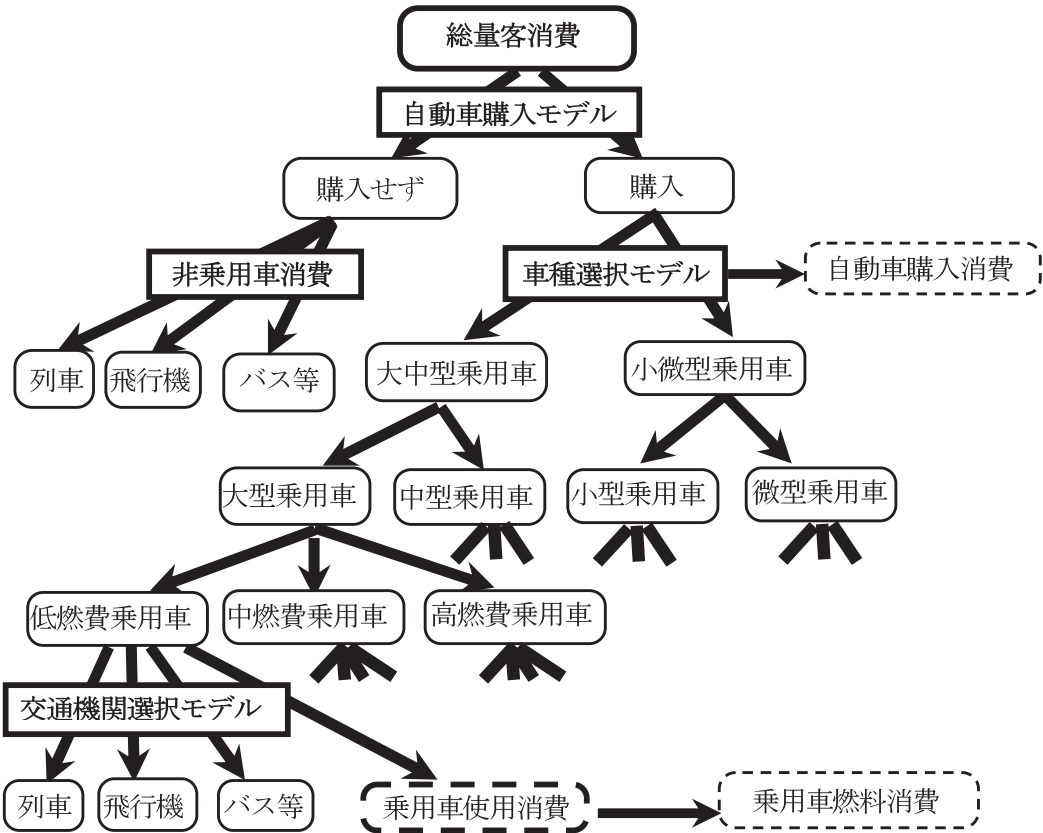 総量客消費
自動車購入モデル
購入せず
購入
非乗用車消費
車種選択モデル
自動車購入消費
列車
飛行機
バス等
大中型乗用車
小微型乗用車
大型乗用車
中型乗用車
小型乗用車
微型乗用車
低燃費乗用車
中燃費乗用車
高燃費乗用車
交通機関選択モデル
列車
飛行機
バス等
乗用車使用消費
乗用車燃料消費